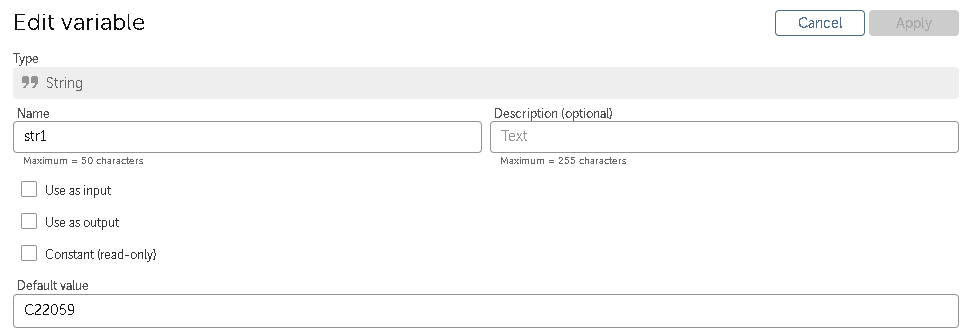 Edit variable
Cancel
Apply
Type
String
Name
Description (optional)
str1
Text
Maximum = 50 characters
Maximum = 255 characters
Use as input
Use as output
Constant (read-only)
Default value
C22059